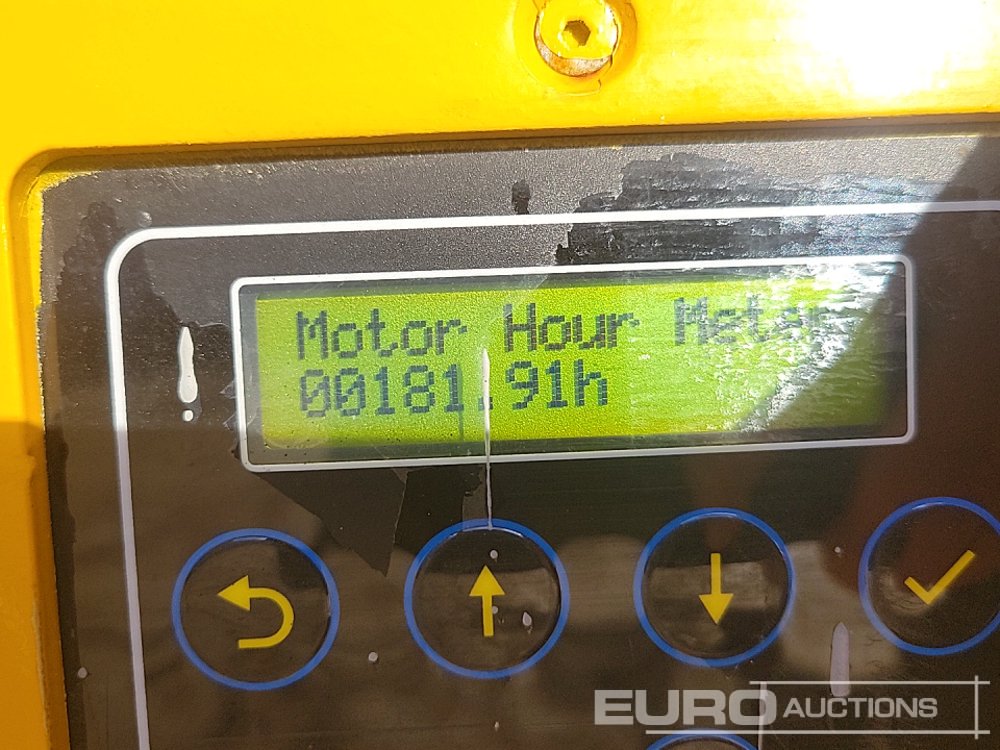 Motor Hour Meter
00181.91h
EURO AUCTIONS